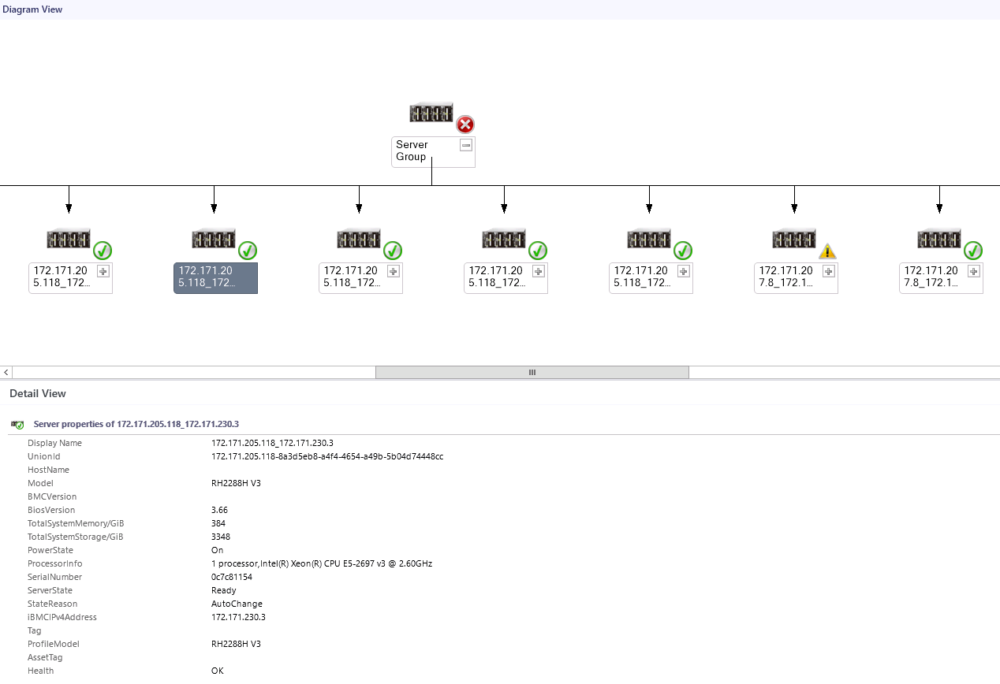 Diagram View
Server
Group
172.171.20
5.118_172...
172.171.20
5.118_172...
172.171.20
5.118_172...
172.171.20
5.118_172...
172.171.20
5.118_172...
172.171.20
7.8_172.1...
172.171.20
7.8_172.1...
Detail View
Server properties of 172.171.205.118_172.171.230.3
Display Name 172.171.205.118_172.171.230.3
UnionId 172.171.205.118-8a3d5eb8-a4f4-4654-a49b-5b04d74448cc
HostName
Model RH2288H V3
BMCVersion
BiosVersion 3.66
TotalSystemMemory/GiB 384
TotalSystemStorage/GiB 3348
PowerState On
ProcessorInfo 1 processor,Intel(R) Xeon(R) CPU E5-2697 v3 @ 2.60GHz
SerialNumber 0c7c81154
ServerState Ready
StateReason AutoChange
iBMCIPv4Address 172.171.230.3
Tag
ProfileModel RH2288H V3
AssetTag
Health OK